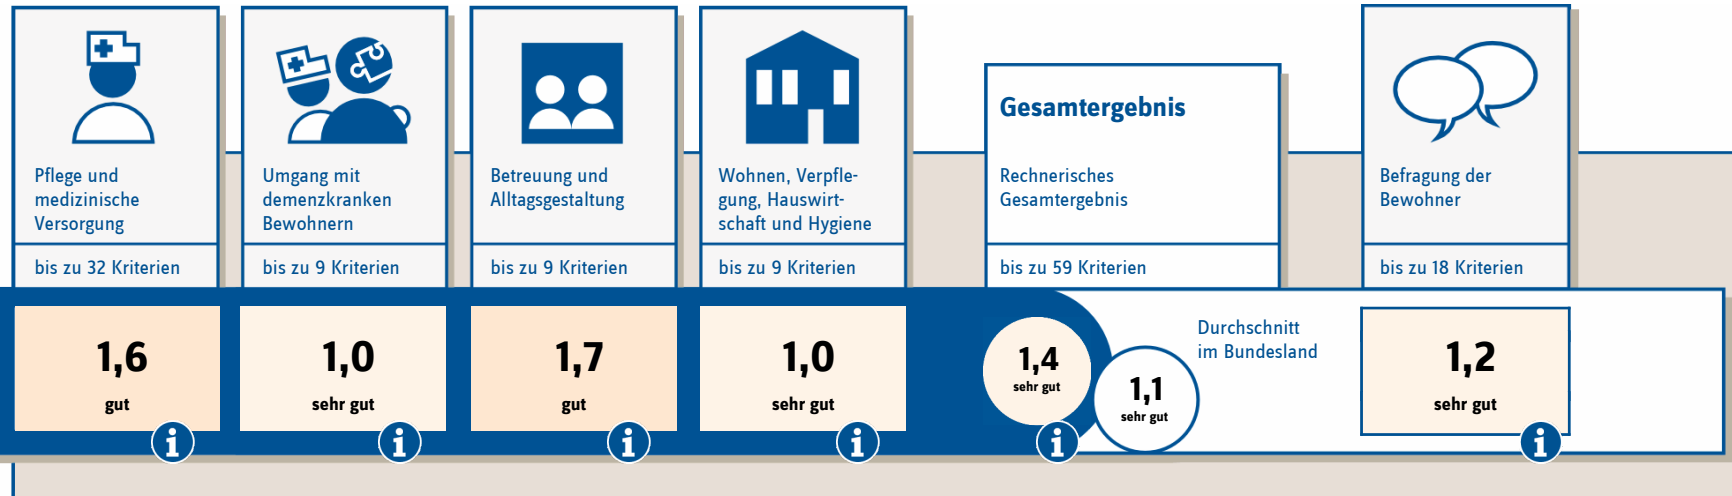 Pflege und
medizinische
Versorgung
bis zu 32 Kriterien
1,6
gut
i
Umgang mit
demenzkranken
Bewohnern
bis zu 9 Kriterien
1,0
sehr gut
i
Betreuung und
Alltagsgestaltung
bis zu 9 Kriterien
1,7
gut
i
Wohnen, Verpfle-
gung, Hauswirt-
schaft und Hygiene
bis zu 9 Kriterien
1,0
sehr gut
i
Gesamtergebnis
Rechnerisches
Gesamtergebnis
bis zu 59 Kriterien
1,4
sehr gut
i
1,1
sehr gut
Durchschnitt
im Bundesland
Befragung der
Bewohner
bis zu 18 Kriterien
1,2
sehr gut
i